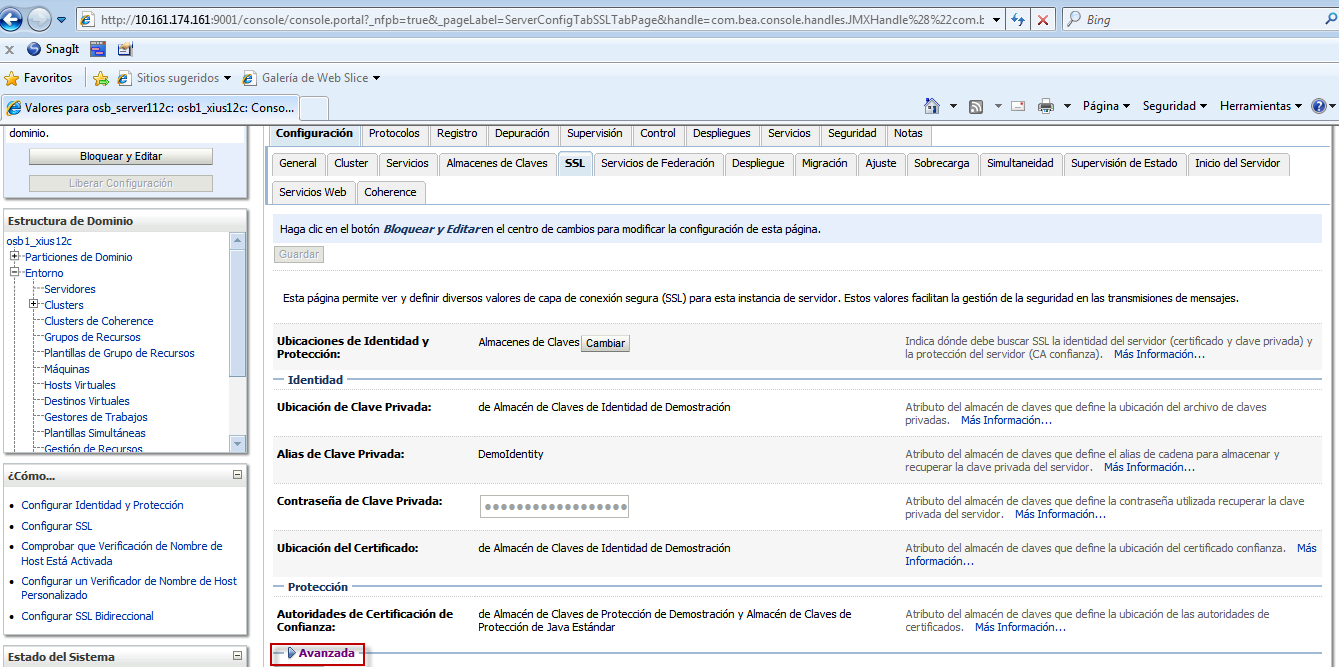 http://10.161.174.161:9001/console/console.portal?_nfpb=true&_pageLabel=ServerConfigTabSSLTabPage&handle=com.bea.console.handles.JMXHandle%28%22com.b
Bing
x SnagIt
Favoritos Sitios sugeridos Galería de Web Slice
Valores para osb_server112c: osb1_xius12c: Conso...
Página Seguridad Herramientas
dominio.
Bloquear y Editar
Liberar Configuración
Estructura de Dominio
osb1_xius12c
Particiones de Dominio
Entorno
Servidores
Clusters
Clusters de Coherence
Grupos de Recursos
Plantillas de Grupo de Recursos
Máquinas
Hosts Virtuales
Destinos Virtuales
Gestores de Trabajos
Plantillas Simultáneas
Gestión de Recursos
¿Cómo...
Configurar Identidad y Protección
Configurar SSL
Comprobar que Verificación de Nombre de
Host Está Activada
Configurar un Verificador de Nombre de Host
Personalizado
Configurar SSL Bidireccional
Estado del Sistema
Configuración Protocolos Registro Depuración Supervisión Control Despliegues Servicios Seguridad Notas
General Cluster Servicios Almacenes de Claves SSL Servicios de Federación Despliegue Migración Ajuste Sobrecarga Simultaneidad Supervisión de Estado Inicio del Servidor
Servicios Web Coherence
Haga clic en el botón Bloquear y Editar en el centro de cambios para modificar la configuración de esta página.
Guardar
Esta página permite ver y definir diversos valores de capa de conexión segura (SSL) para esta instancia de servidor. Estos valores facilitan la gestión de la seguridad en las transmisiones de mensajes.
Ubicaciones de Identidad y
Protección:
Almacenes de Claves Cambiar
Indica dónde debe buscar SSL la identidad del servidor (certificado y clave privada) y
la protección del servidor (CA confianza). Más Información...
Identidad
Ubicación de Clave Privada:
de Almacén de Claves de Identidad de Demostración
Atributo del almacén de claves que define la ubicación del archivo de claves
privadas. Más Información...
Alias de Clave Privada:
DemoIdentity
Atributo del almacén de claves que define el alias de cadena para almacenar y
recuperar la clave privada del servidor. Más Información...
Contraseña de Clave Privada:
Atributo del almacén de claves que define la contraseña utilizada recuperar la clave
privada del servidor. Más Información...
Ubicación del Certificado:
de Almacén de Claves de Identidad de Demostración
Atributo del almacén de claves que define la ubicación del certificado confianza. Más
Información...
Protección
Autoridades de Certificación de
Confianza:
de Almacén de Claves de Protección de Demostración y Almacén de Claves de
Protección de Java Estándar
Atributo del almacén de claves que define la ubicación de las autoridades de
certificados. Más Información...
Avanzada